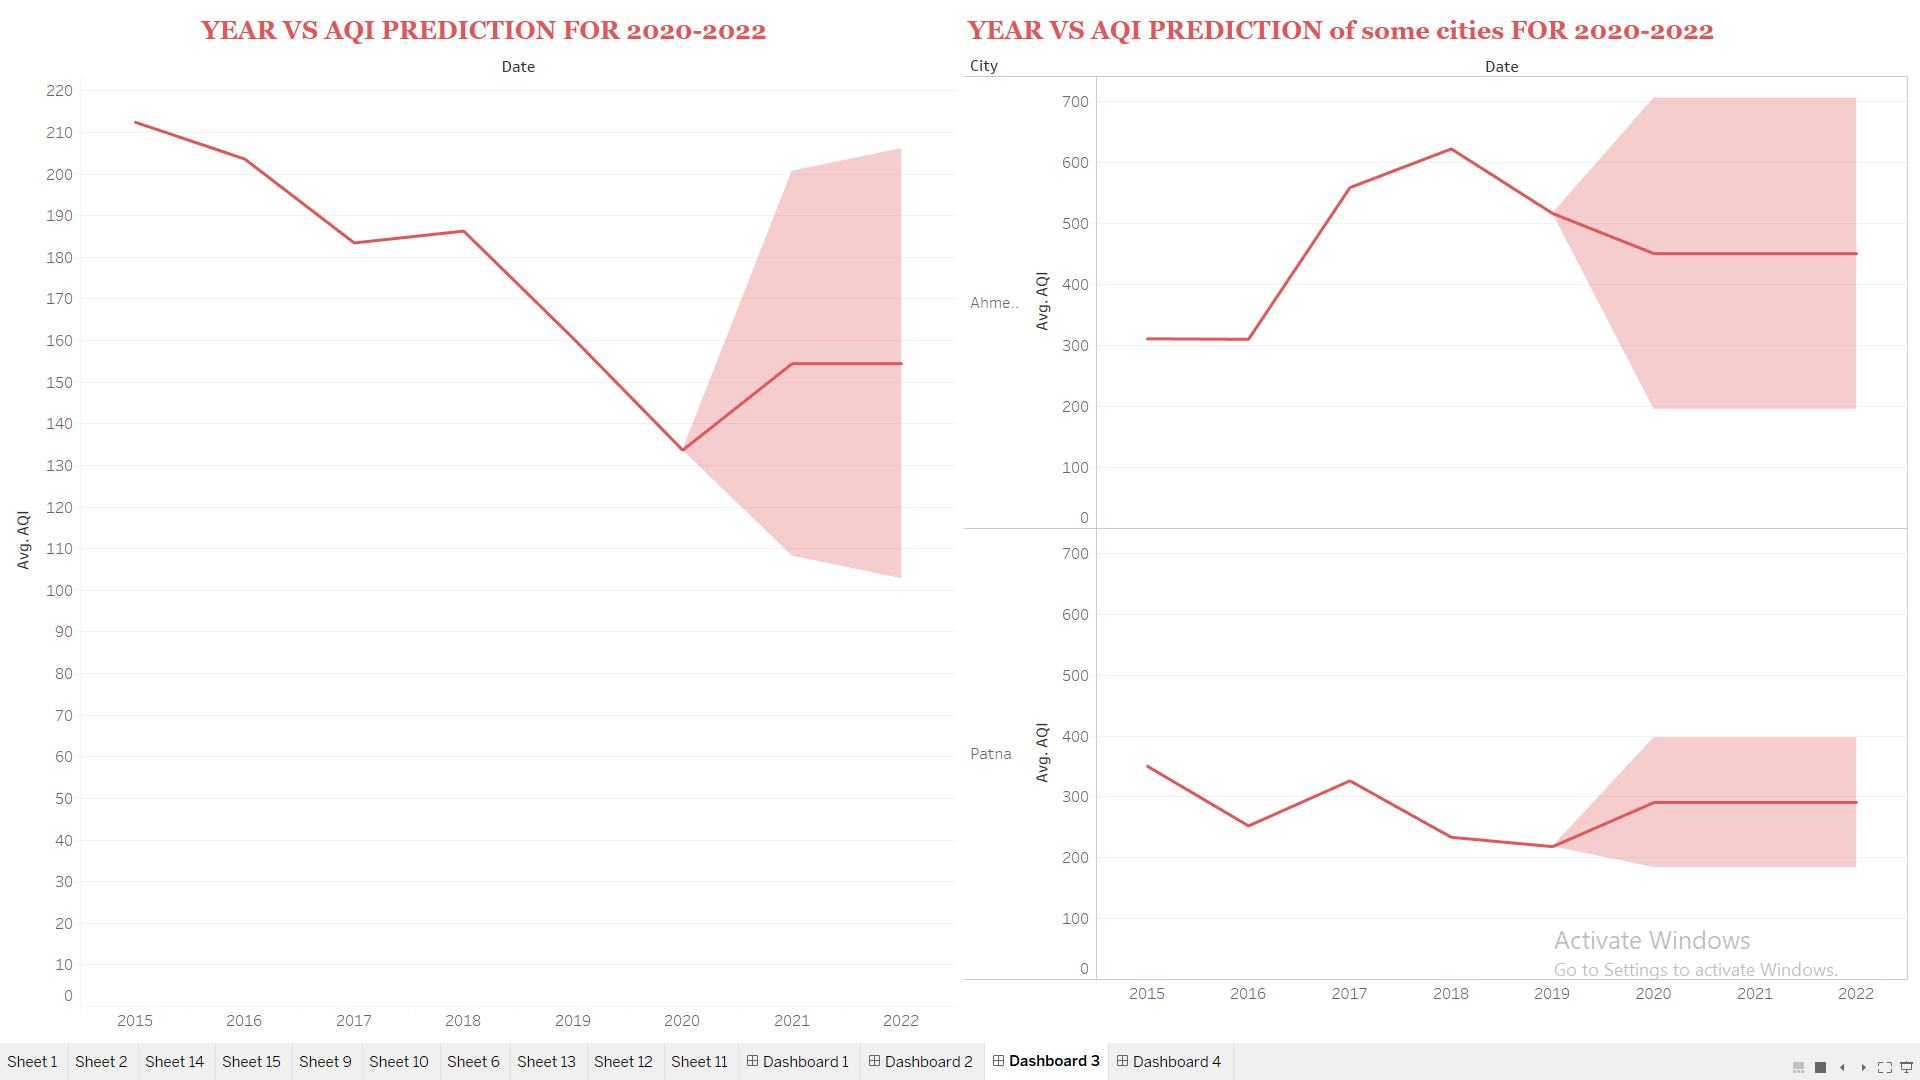 YEAR VS AQI PREDICTION FOR 2020-2022
Date
220
210
200
190
180
170
160
150
140
130
120
110
100
90
80
70
60
50
40
30
20
10
0
Avg. AQI
2015 2016 2017 2018 2019 2020 2021 2022
YEAR VS AQI PREDICTION of some cities FOR 2020-2022
City Date
Ahme..
Avg. AQI
700
600
500
400
300
200
100
0
Patna
Avg. AQI
700
600
500
400
300
200
100
0
2015 2016 2017 2018 2019 2020 2021 2022
Activate Windows
Go to Settings to activate Windows.
Sheet 1 Sheet 2 Sheet 14 Sheet 15 Sheet 9 Sheet 10 Sheet 6 Sheet 13 Sheet 12 Sheet 11 Dashboard 1 Dashboard 2 Dashboard 3 Dashboard 4